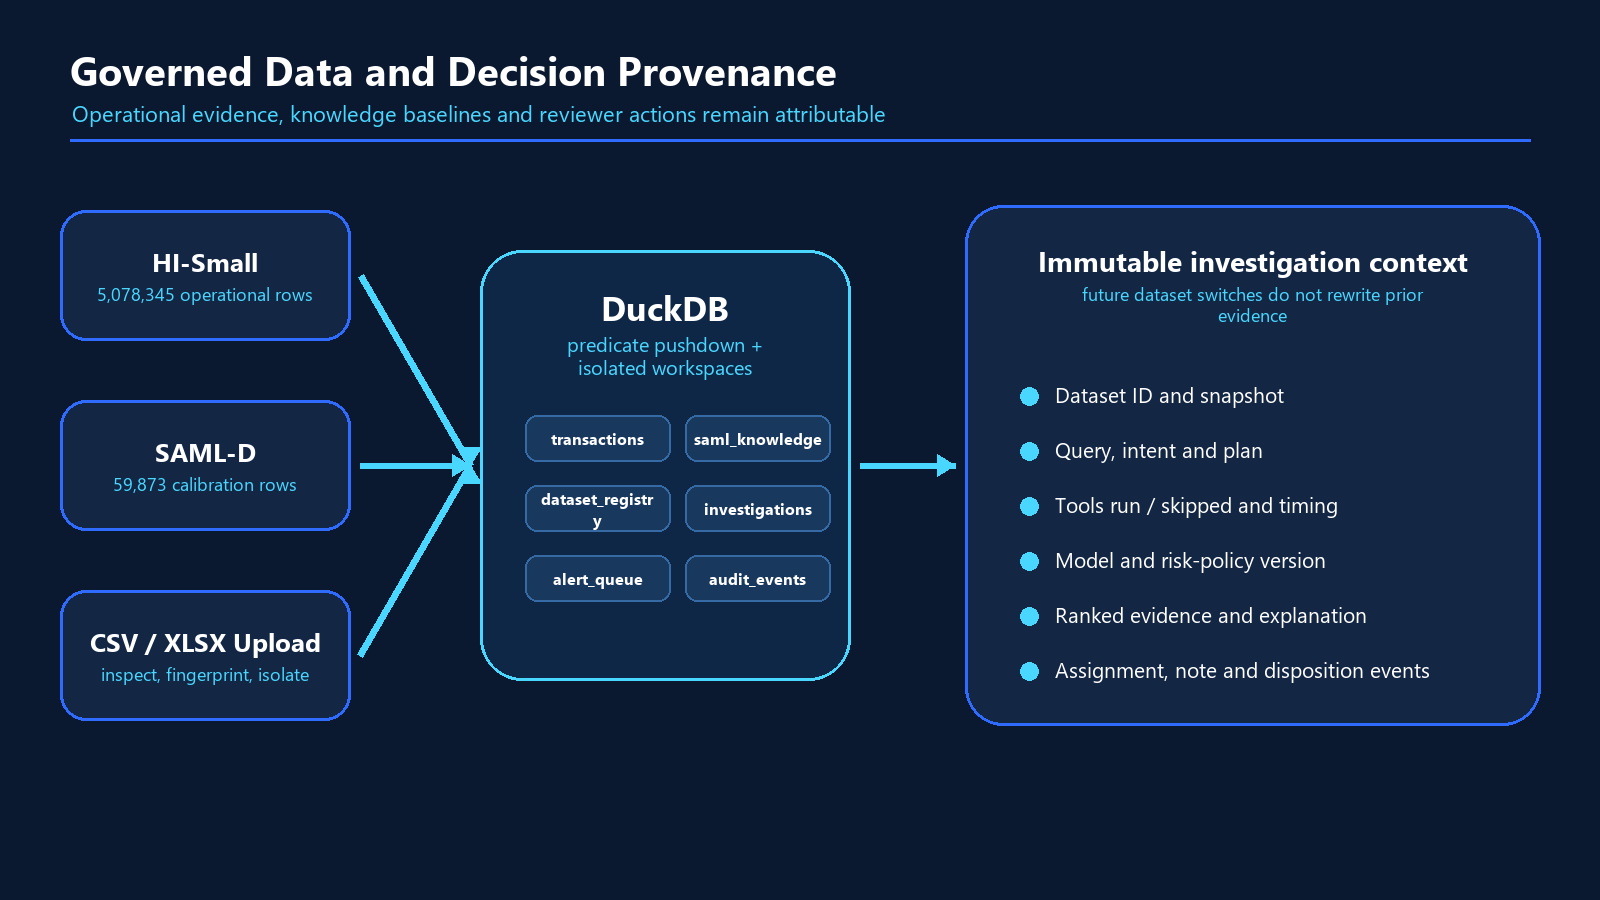 Governed Data and Decision Provenance
Operational evidence, knowledge baselines and reviewer actions remain attributable
HI-Small
5,078,345 operational rows
SAML-D
59,873 calibration rows
CSV / XLSX Upload
inspect, fingerprint, isolate
DuckDB
predicate pushdown +
isolated workspaces
transactions
saml_knowledge
dataset_registr
y
investigations
alert_queue
audit_events
Immutable investigation context
future dataset switches do not rewrite prior
evidence
Dataset ID and snapshot
Query, intent and plan
Tools run / skipped and timing
Model and risk-policy version
Ranked evidence and explanation
Assignment, note and disposition events